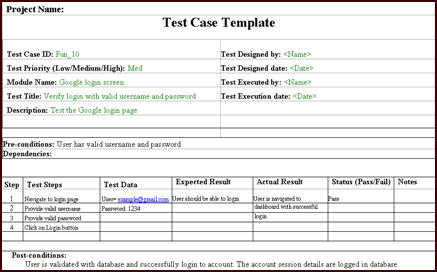 Project Name:
Test Case Template
Test Case ID: Fun_10 Test Designed by: <Name>
Test Priority (Low/Medium/High): Med Test Designed date: <Date>
Module Name: Google login screen Test Executed by: <Name>
Test Title: Verify login with valid username and password Test Execution date: <Date>
Description: Test the Google login page
Pre-conditions: User has valid username and password
Dependencies:
Step Test Steps Test Data Expected Result Actual Result Status (Pass/Fail) Notes
1 Navigate to login page User= example@gmail.com User should be able to login User is navigated to Pass
2 Provide valid username Password: 1234 dashboard with successful
3 Provide valid password login
4 Click on Login button
Post-conditions:
User is validated with database and successfully login to account. The account session details are logged in database.